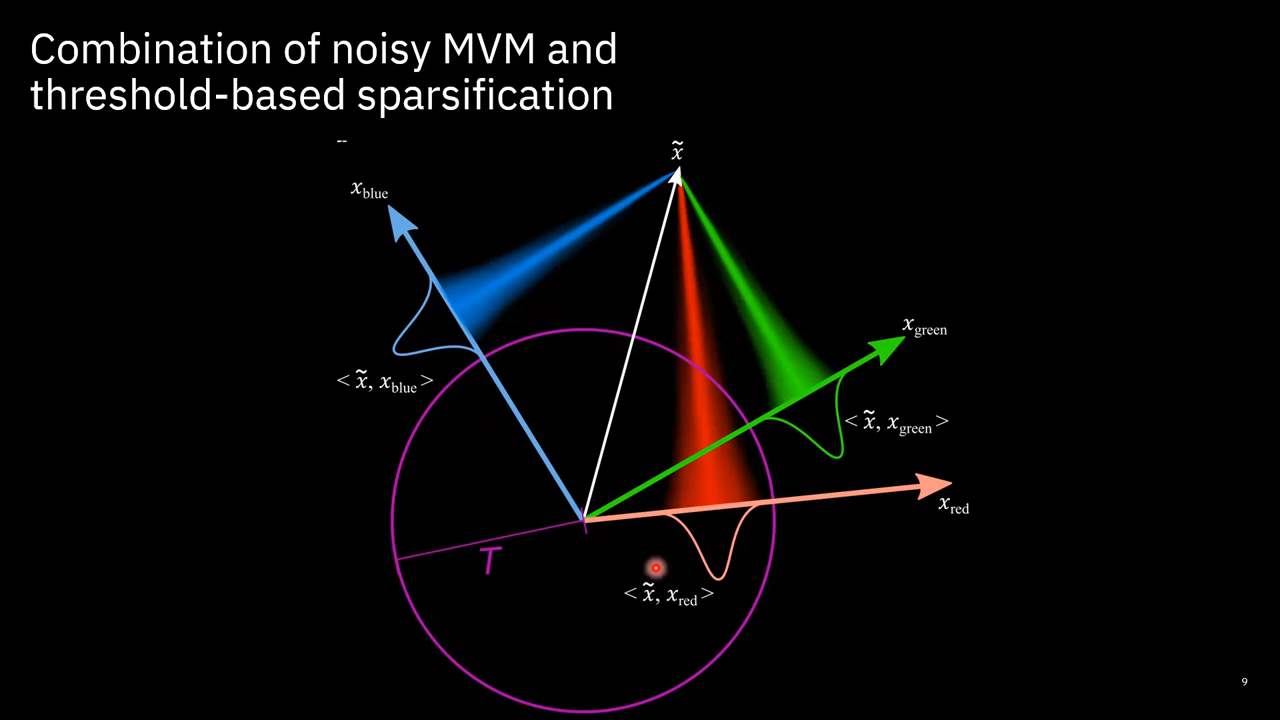 Combination of noisy MVM and
threshold-based sparsification
--
x̃
x_blue
x_green
< x̃, x_blue >
< x̃, x_green >
x_red
T
< x̃, x_red >
9